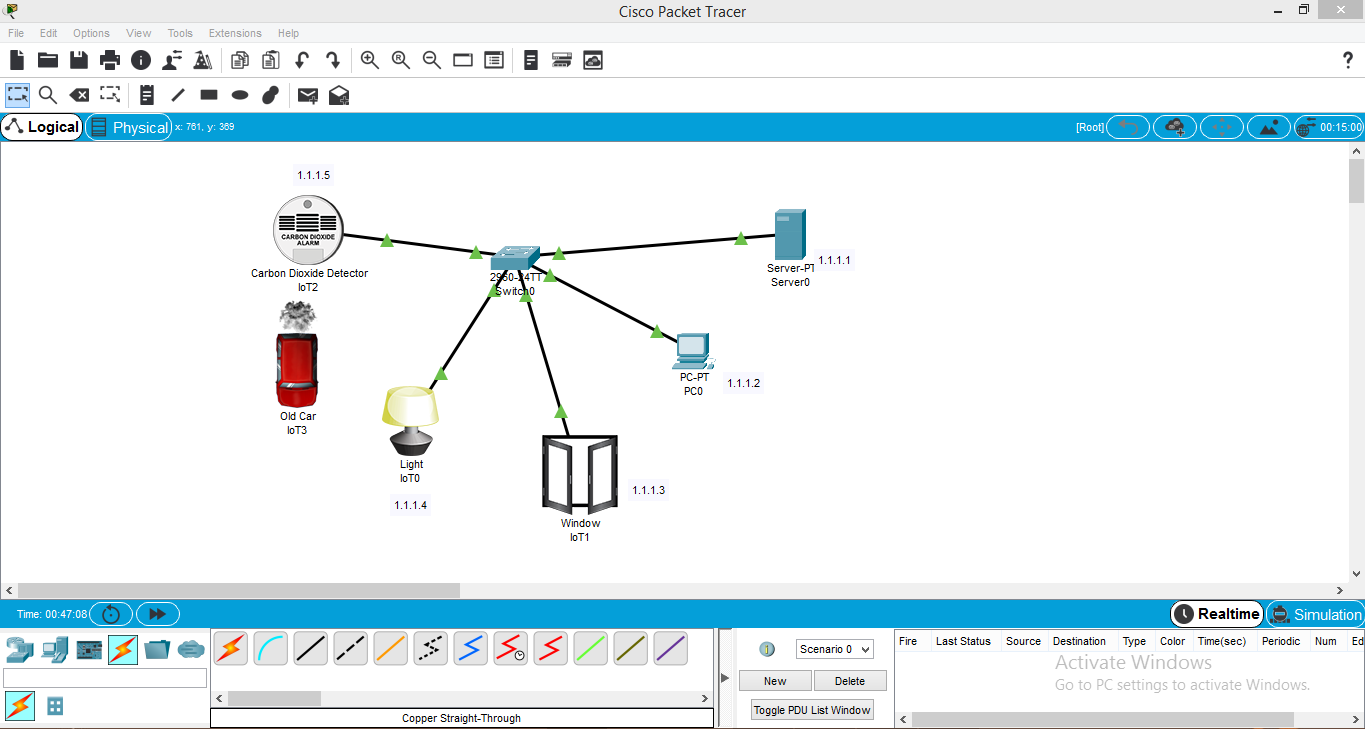 Cisco Packet Tracer
File Edit Options View Tools Extensions Help
?
Logical Physical x: 761, y: 369 [Root] 00:15:00
1.1.1.5
CARBON DIOXIDE
ALARM
Carbon Dioxide Detector
IoT2
2960-24TT
Switch0
Server-PT
Server0
1.1.1.1
Old Car
IoT3
PC-PT
PC0
1.1.1.2
Light
IoT0
1.1.1.4
Window
IoT1
1.1.1.3
Time: 00:47:08 Realtime Simulation
Copper Straight-Through
Scenario 0
New Delete
Toggle PDU List Window
Fire Last Status Source Destination Type Color Time(sec) Periodic Num Ed
Activate Windows
Go to PC settings to activate Windows.